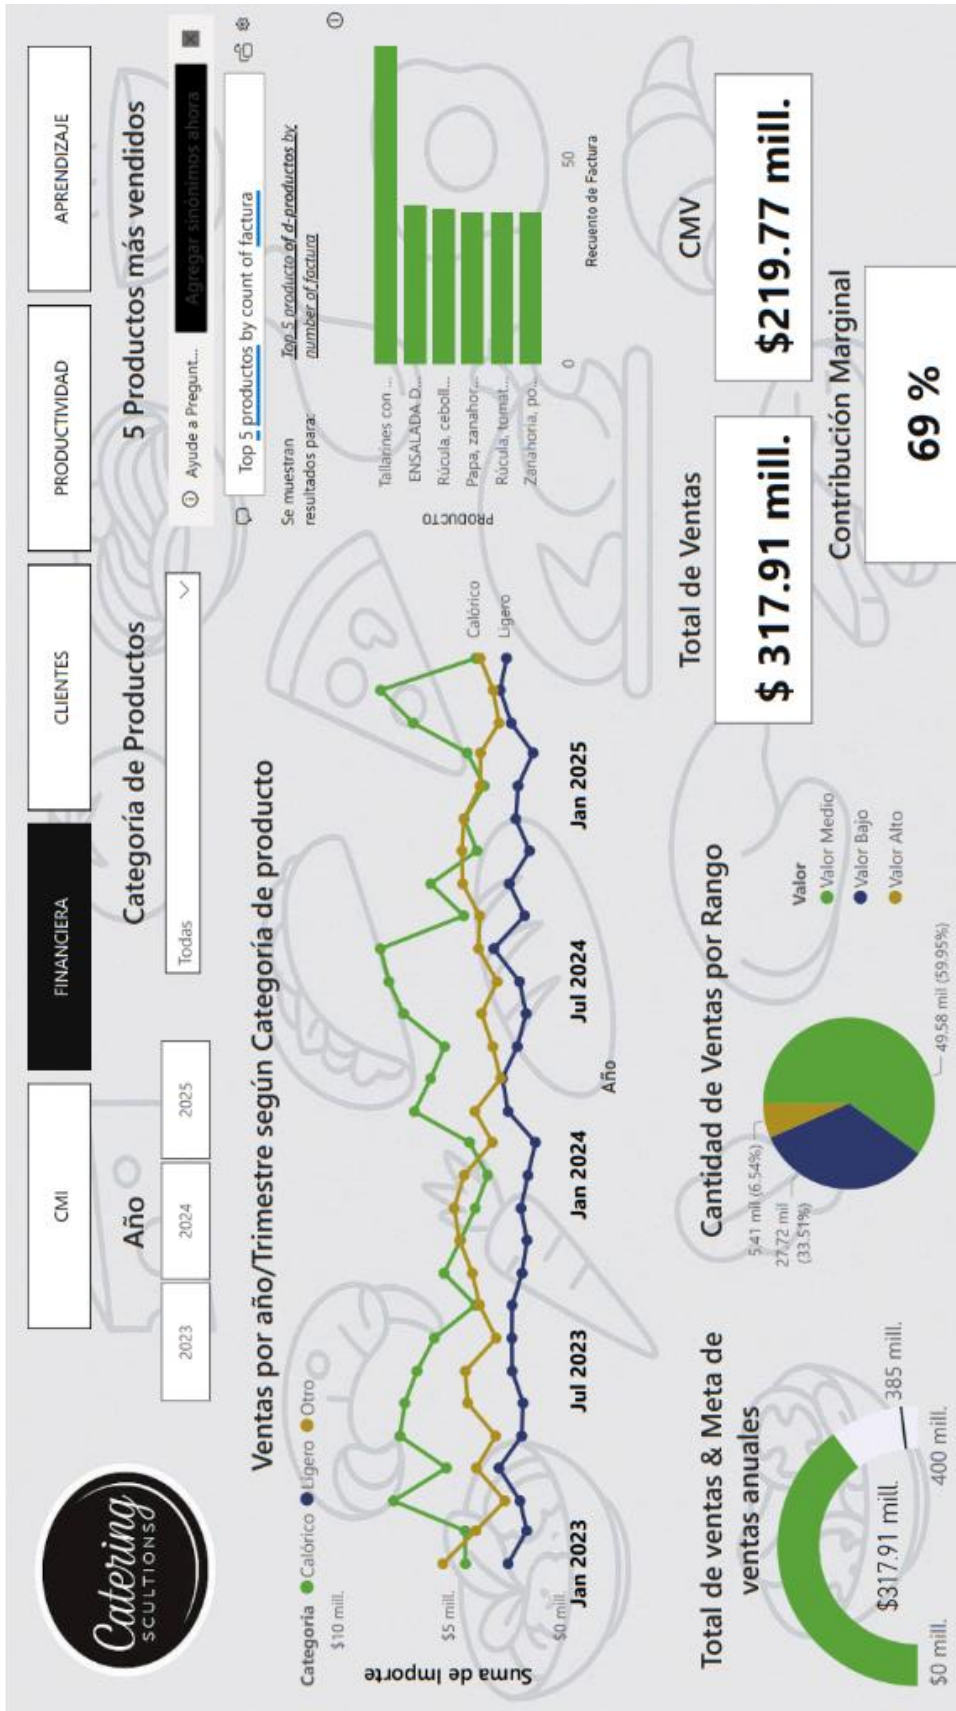 Catering
SCULTIONS
CMI
FINANCIERA
CLIENTES
PRODUCTIVIDAD
APRENDIZAJE
Año
2023
2024
2025
Categoría de Productos
Todas
5 Productos más vendidos
Ayude a Pregunt...
Agregar sinónimos ahora
Top 5 productos by count of factura
Se muestran
resultados para:
Top 5 producto of d-productos by
number of factura
PRODUCTO
Tallarines con ...
ENSALADA D...
Rúcula, ceboll...
Papa, zanahor...
Rúcula, tomat...
Zanahoria, po...
0
50
Recuento de Factura
Ventas por año/Trimestre según Categoría de producto
Categoría Calórico Ligero Otro
Suma de Importe
$10 mill.
$5 mill.
$0 mill.
Jan 2023
Jul 2023
Jan 2024
Jul 2024
Jan 2025
Año
Calórico
Ligero
Total de ventas & Meta de
ventas anuales
$317.91 mill.
385 mill.
$0 mill.
400 mill.
Cantidad de Ventas por Rango
5.41 mil (6.54%)
27.72 mil
(33.51%)
49.58 mil (59.95%)
Valor
Valor Medio
Valor Bajo
Valor Alto
Total de Ventas
$ 317.91 mill.
CMV
$219.77 mill.
Contribución Marginal
69 %